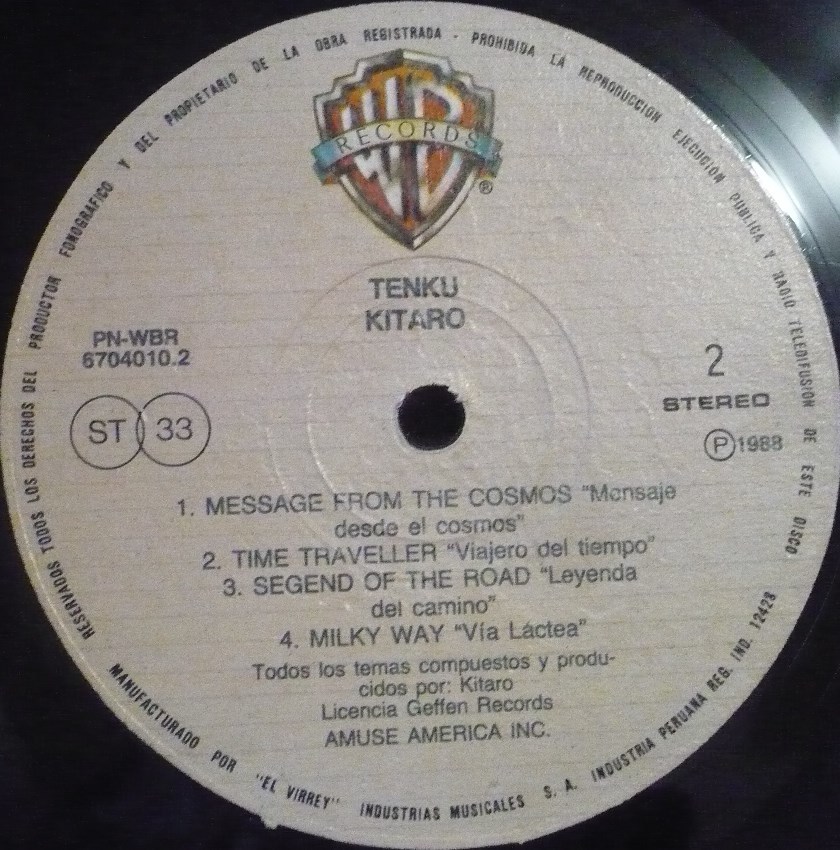 RESERVADOS TODOS LOS DERECHOS DEL PRODUCTOR FONOGRAFICO Y DEL PROPIETARIO DE LA OBRA REGISTRADA - PROHIBIDA LA REPRODUCCION EJECUCION PUBLICA Y RADIO TELEDIFUSION DE ESTE DISCO
WB
RECORDS
®
TENKU
KITARO
PN-WBR
6704010.2
ST 33
2
STEREO
Ⓟ1988
1. MESSAGE FROM THE COSMOS "Mensaje
desde el cosmos"
2. TIME TRAVELLER "Viajero del tiempo"
3. SEGEND OF THE ROAD "Leyenda
del camino"
4. MILKY WAY "Vía Láctea"
Todos los temas compuestos y produ-
cidos por: Kitaro
Licencia Geffen Records
AMUSE AMERICA INC.
MANUFACTURADO POR "EL VIRREY" INDUSTRIAS MUSICALES S. A. INDUSTRIA PERUANA REG. IND. 12428